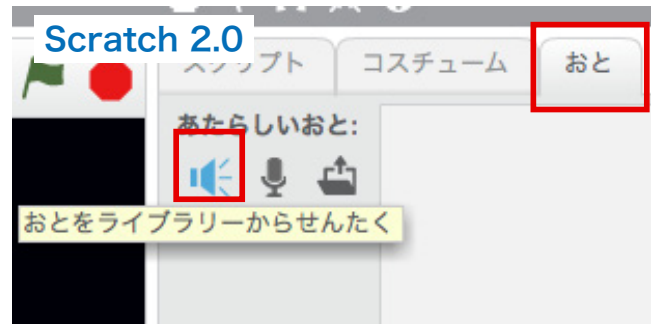 Scratch 2.0
スクリプト
コスチューム
おと
あたらしいおと:
おとをライブラリーからせんたく